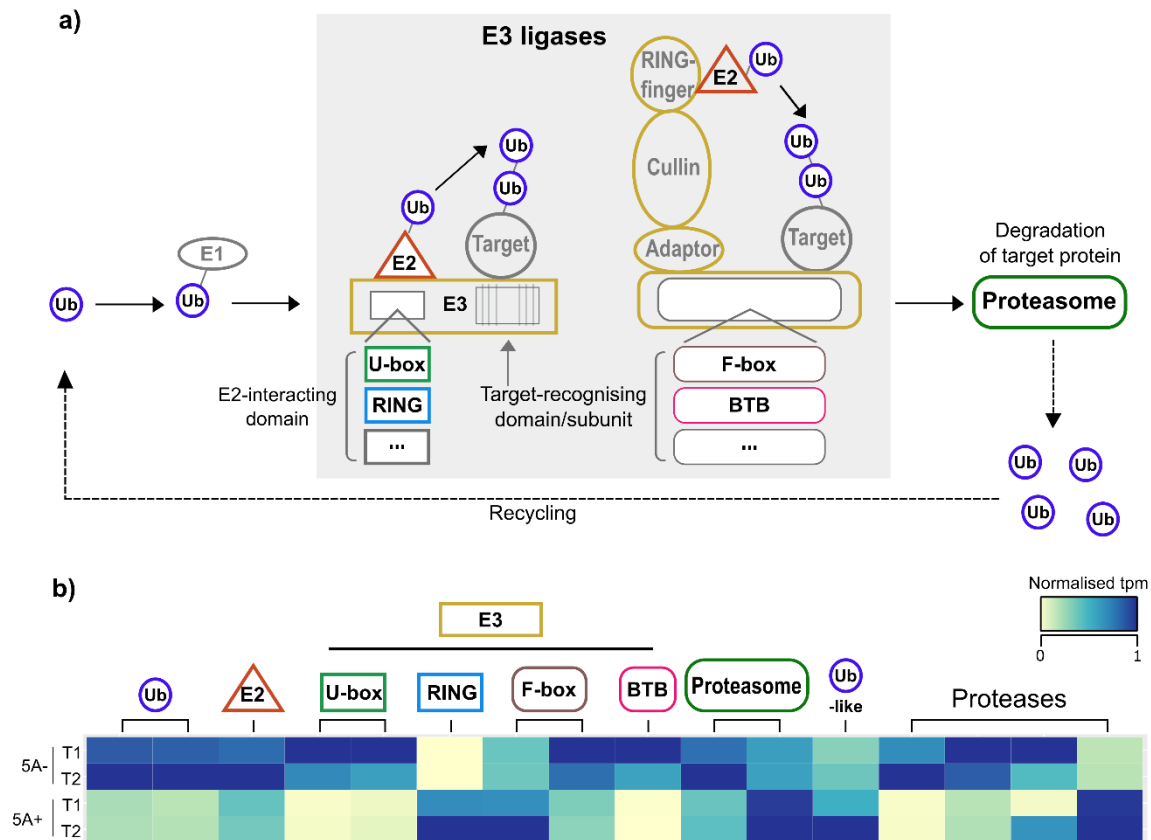 a)
E3 ligases
RING-
finger
E2
Ub
Cullin
Adaptor
Ub
Ub
Target
Ub
Ub
Ub
E2
Target
E3
E1
Ub
Ub
U-box
RING
...
E2-interacting
domain
Target-recognising
domain/subunit
F-box
BTB
...
Degradation
of target protein
Proteasome
Ub
Ub
Ub
Ub
Recycling
b)
Normalised tpm
0 1
E3
Ub
E2
U-box
RING
F-box
BTB
Proteasome
Ub
-like
Proteases
5A-
T1
T2
5A+
T1
T2